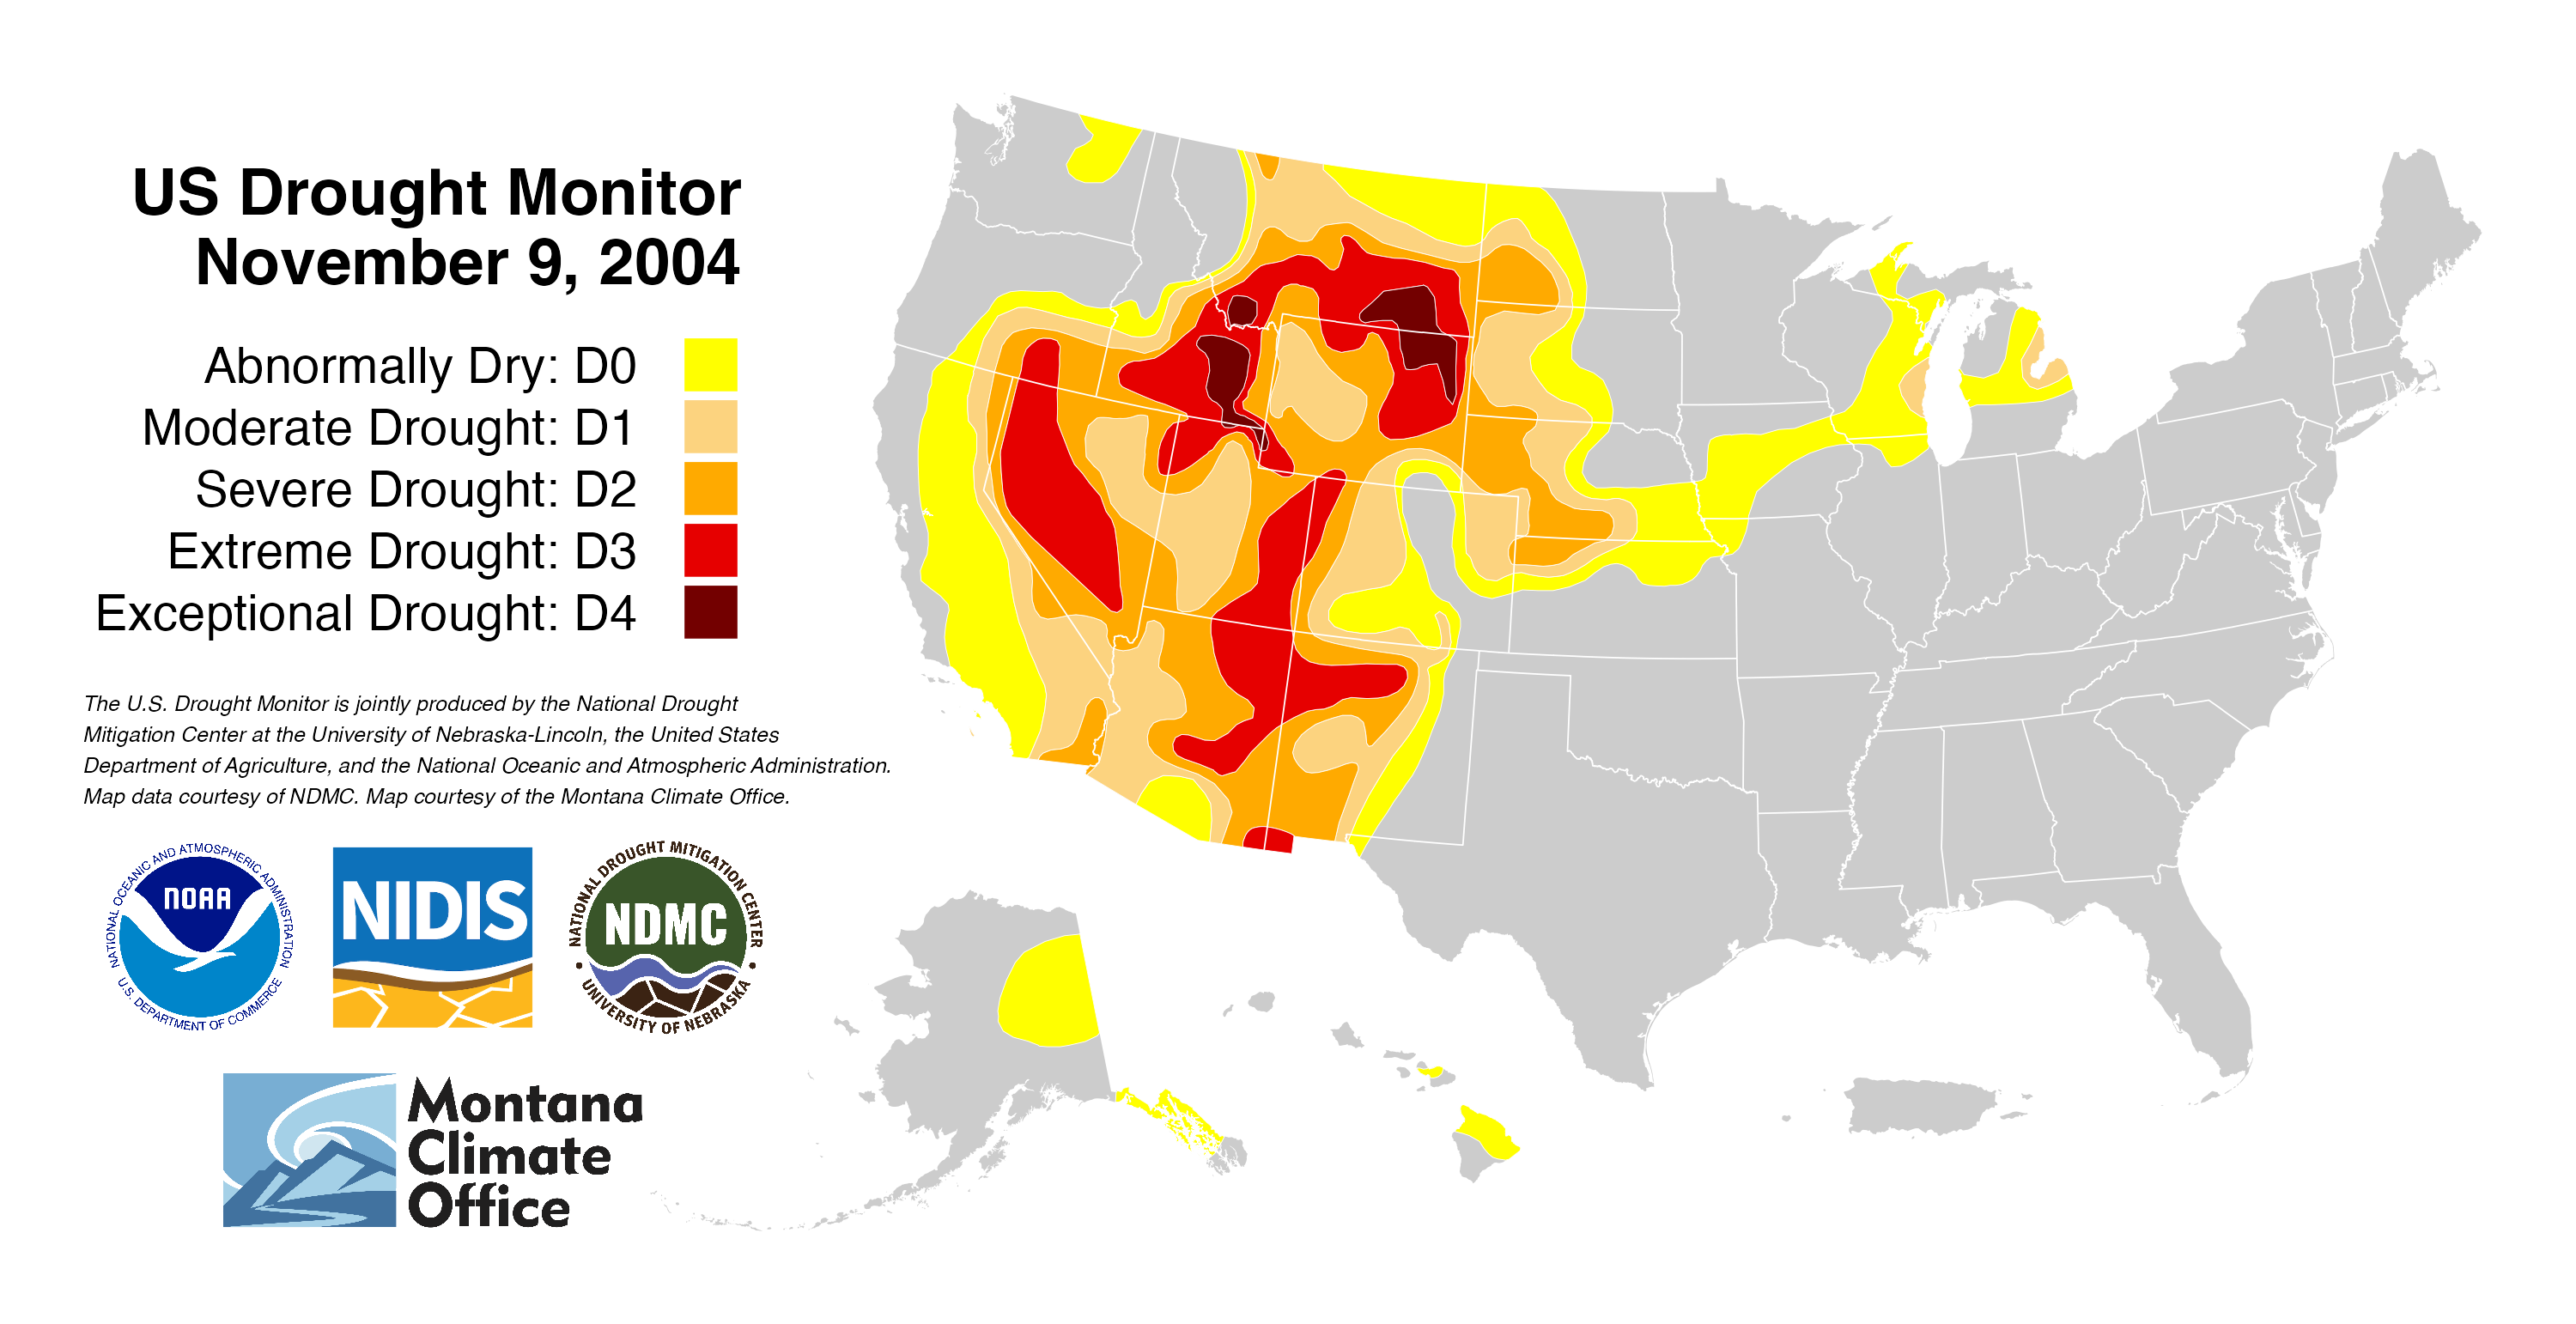 US Drought Monitor
November 9, 2004
Abnormally Dry: D0
Moderate Drought: D1
Severe Drought: D2
Extreme Drought: D3
Exceptional Drought: D4
The U.S. Drought Monitor is jointly produced by the National Drought
Mitigation Center at the University of Nebraska-Lincoln, the United States
Department of Agriculture, and the National Oceanic and Atmospheric Administration.
Map data courtesy of NDMC. Map courtesy of the Montana Climate Office.
NATIONAL OCEANIC AND ATMOSPHERIC ADMINISTRATION
NOAA
U.S. DEPARTMENT OF COMMERCE
NIDIS
NATIONAL DROUGHT MITIGATION CENTER
NDMC
UNIVERSITY OF NEBRASKA
Montana
Climate
Office